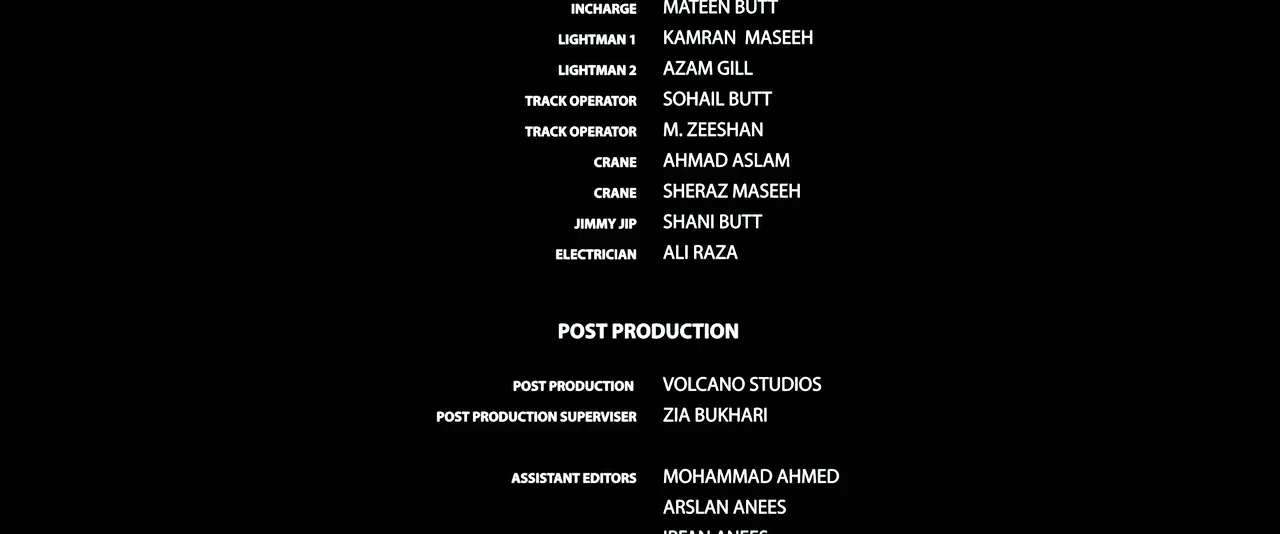 INCHARGE MATEEN BUTT
LIGHTMAN 1 KAMRAN MASEEH
LIGHTMAN 2 AZAM GILL
TRACK OPERATOR SOHAIL BUTT
TRACK OPERATOR M. ZEESHAN
CRANE AHMAD ASLAM
CRANE SHERAZ MASEEH
JIMMY JIP SHANI BUTT
ELECTRICIAN ALI RAZA
POST PRODUCTION
POST PRODUCTION VOLCANO STUDIOS
POST PRODUCTION SUPERVISER ZIA BUKHARI
ASSISTANT EDITORS MOHAMMAD AHMED
ARSLAN ANEES
IRFAN ANEES